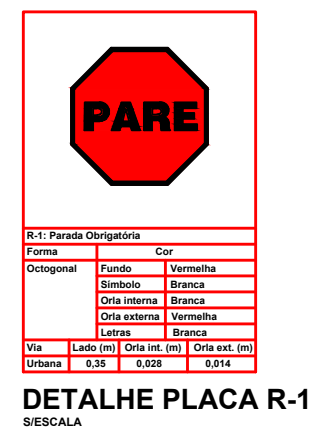 PARE
R-1: Parada Obrigatória
Forma Cor
Octogonal Fundo Vermelha
Símbolo Branca
Orla interna Branca
Orla externa Vermelha
Letras Branca
Via Lado (m) Orla int. (m) Orla ext. (m)
Urbana 0,35 0,028 0,014
DETALHE PLACA R-1
S/ESCALA